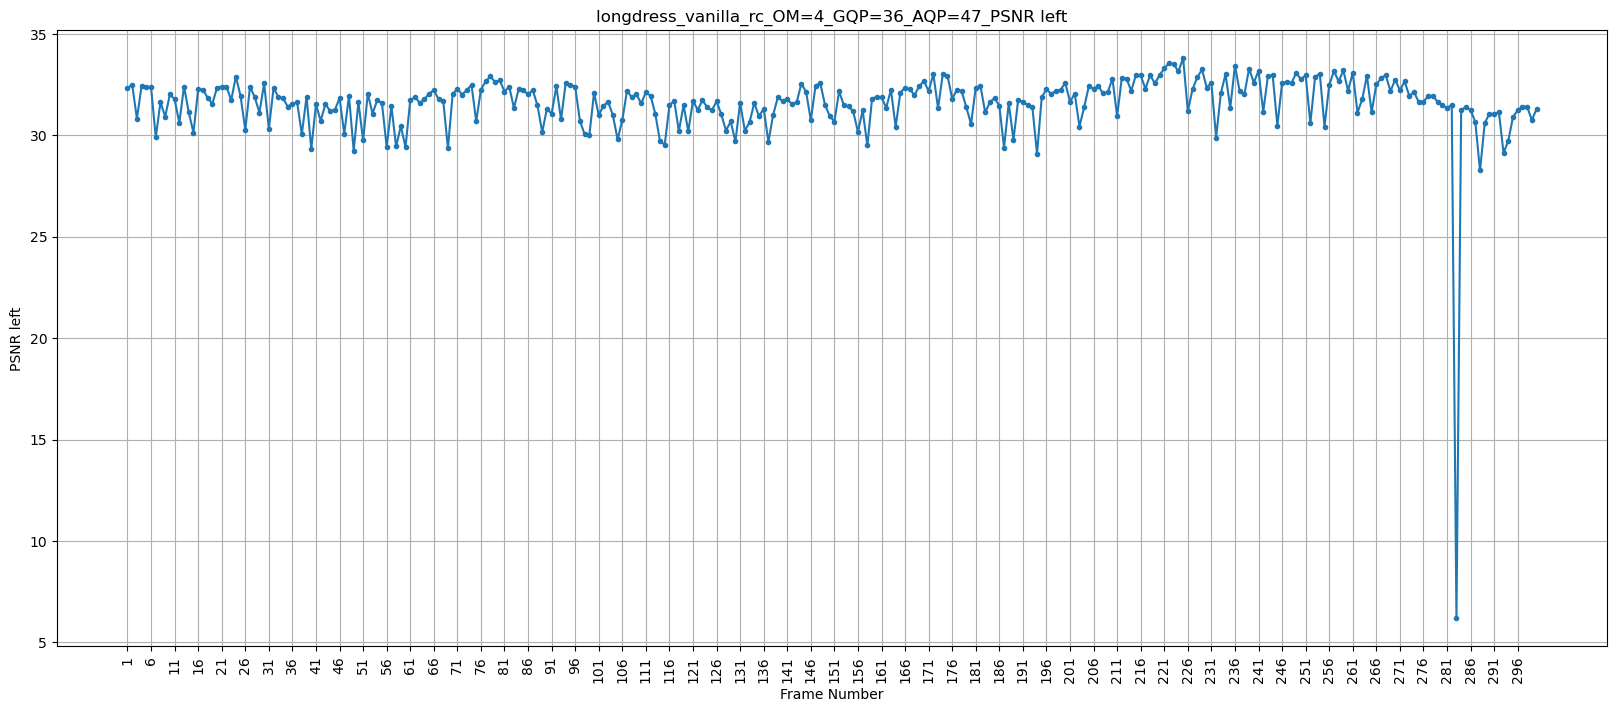 longdress_vanilla_rc_OM=4_GQP=36_AQP=47_PSNR left
35
30
25
20
15
10
5
PSNR left
1 6 11 16 21 26 31 36 41 46 51 56 61 66 71 76 81 86 91 96 101 106 111 116 121 126 131 136 141 146 151 156 161 166 171 176 181 186 191 196 201 206 211 216 221 226 231 236 241 246 251 256 261 266 271 276 281 286 291 296
Frame Number